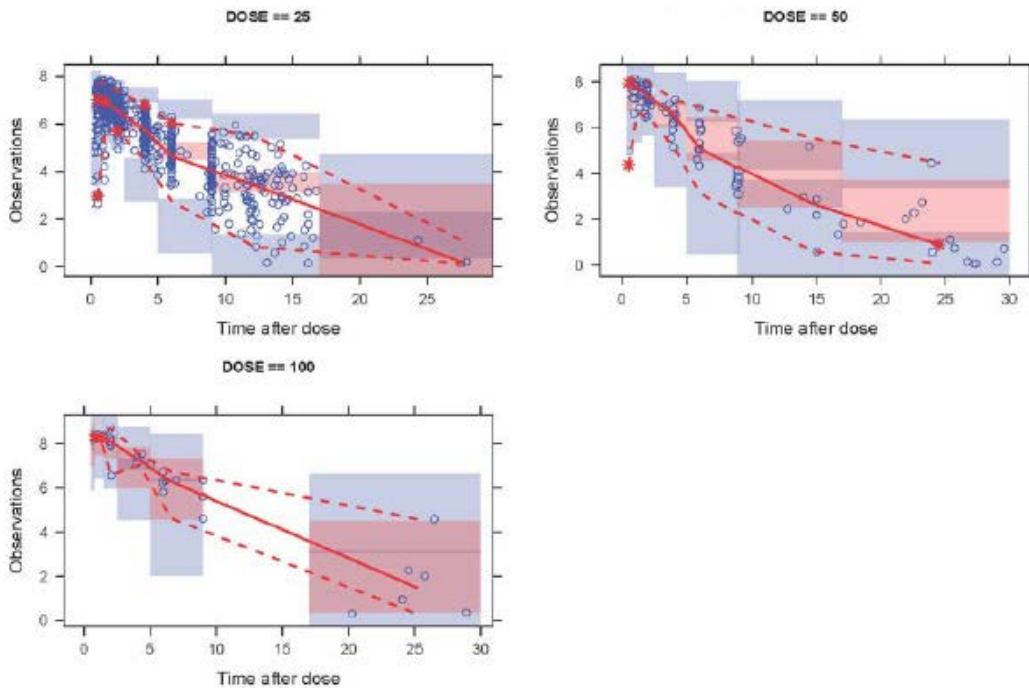 DOSE == 25
Observations
8
6
4
2
0
0 5 10 15 20 25
Time after dose
DOSE == 50
Observations
8
6
4
2
0
0 5 10 15 20 25 30
Time after dose
DOSE == 100
Observations
8
6
4
2
0
0 5 10 15 20 25 30
Time after dose